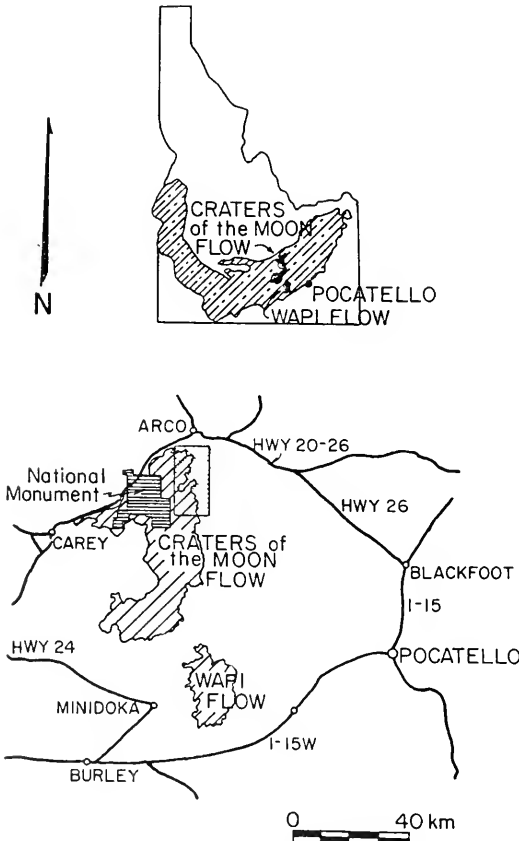 CRATERS
of the MOON
FLOW
N
POCATELLO
WAPI FLOW
ARCO
HWY 20-26
National
Monument
HWY 26
CAREY
CRATERS of
the MOON
FLOW
BLACKFOOT
I-15
HWY 24
POCATELLO
WAPI
FLOW
MINIDOKA
I-15W
BURLEY
0 40 km